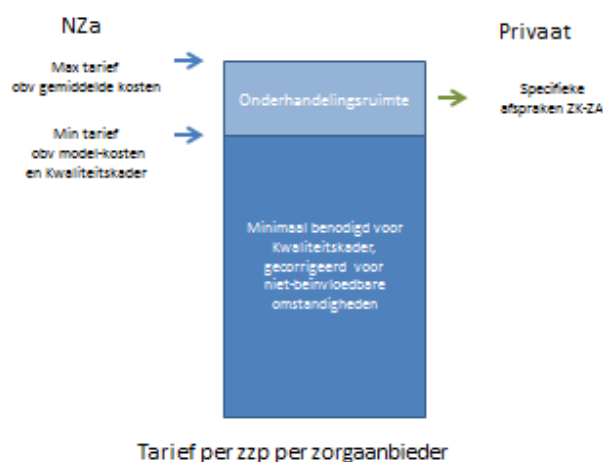 NZa
Max tarief
obv gemiddelde kosten
Min tarief
obv model-kosten
en Kwaliteitskader
Onderhandelingsruimte
Minimaal benodigd voor
Kwaliteitskader,
gecorrigeerd voor
niet-beïnvloedbare
omstandigheden
Privaat
Specifieke
afspraken ZK-ZA
Tarief per zzp per zorgaanbieder